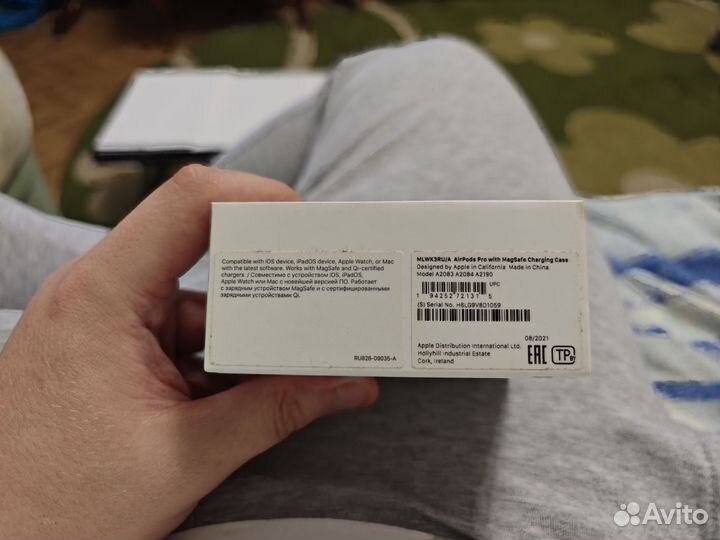 Compatible with iOS device, iPadOS device, Apple Watch, or Mac
with the latest software. Works with MagSafe and Qi-certified
chargers. / Совместимо с устройством iOS, iPadOS,
Apple Watch или Mac с новейшей версией ПО. Работает
с зарядным устройством MagSafe и с сертифицированными
зарядными устройствами Qi.
RU826-09035-A
MLWK3RU/A AirPods Pro with MagSafe Charging Case
Designed by Apple in California Made in China
Model A2083 A2084 A2190
UPC
1 94252 72131 5
(S) Serial No. H6LG9V8D1059
08/2021
Apple Distribution International Ltd.
Hollyhill Industrial Estate
Cork, Ireland
EAC
TP
Avito